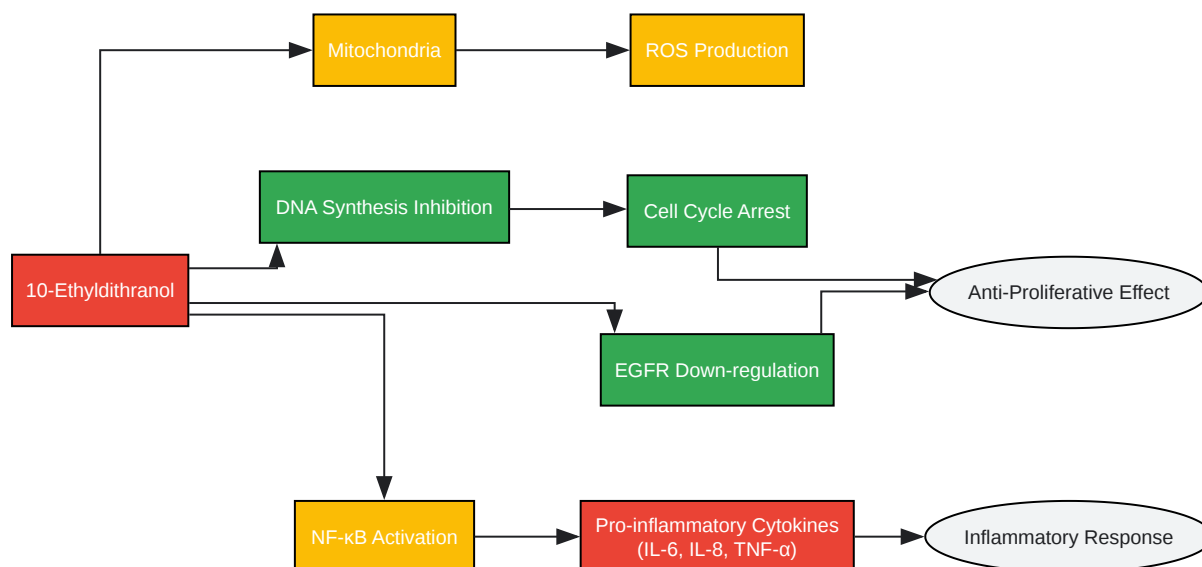 Mitochondria
ROS Production
DNA Synthesis Inhibition
Cell Cycle Arrest
10-Ethyldithranol
Anti-Proliferative Effect
EGFR Down-regulation
NF-κB Activation
Pro-inflammatory Cytokines
(IL-6, IL-8, TNF-α)
Inflammatory Response